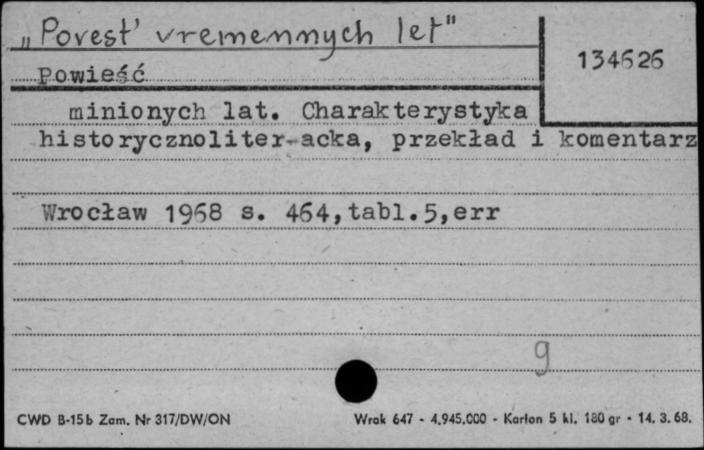 „Povest' vremennych let"
134626
Powieść
minionych lat. Charakterystyka
historycznoliter-acka, przekład i komentarz
Wrocław 1968 s. 464,tabl.5,err
g
CWD B-15b Zam. Nr 317/DW/ON
Wrak 647 - 4.945.000 - Karton 5 kl. 180 gr - 14. 3. 68.